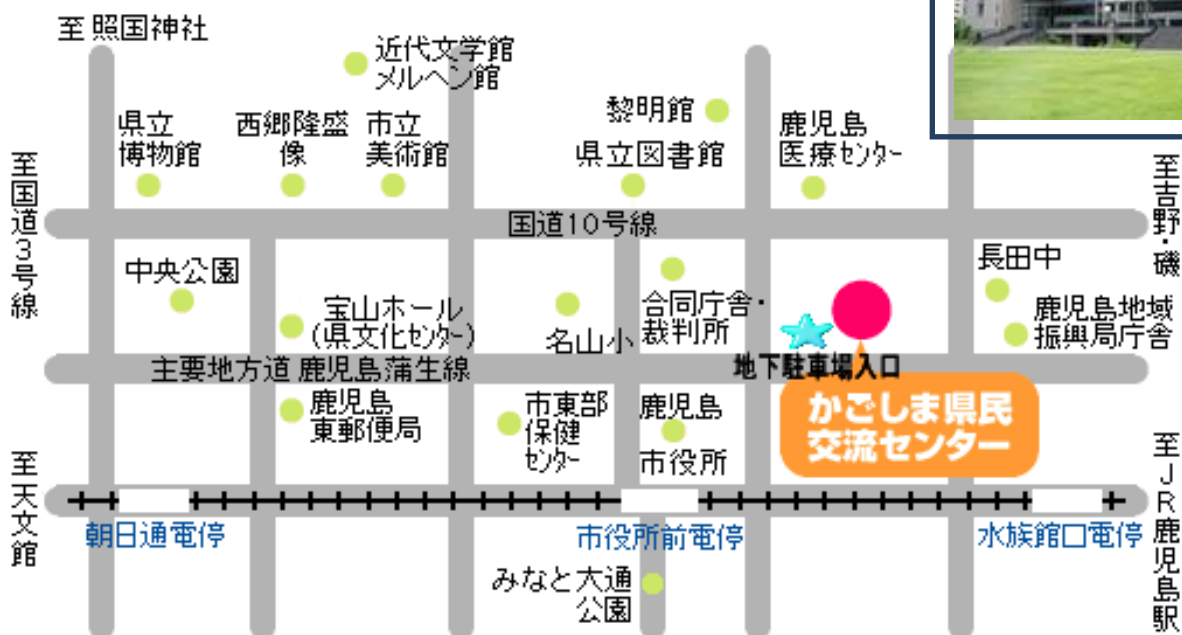 至 照国神社
近代文学館
メルヘン館
県立
博物館
西郷隆盛
像
市立
美術館
黎明館
県立図書館
鹿児島
医療センター
至国道3号線
国道10号線
至吉野・磯
中央公園
宝山ホール
(県文化センター)
名山小
合同庁舎・
裁判所
長田中
鹿児島地域
振興局庁舎
地下駐車場入口
主要地方道 鹿児島蒲生線
かごしま県民
交流センター
鹿児島
東郵便局
市東部
保健
センター
鹿児島
市役所
至天文館
至JR鹿児島駅
朝日通電停
市役所前電停
水族館口電停
みなと大通
公園